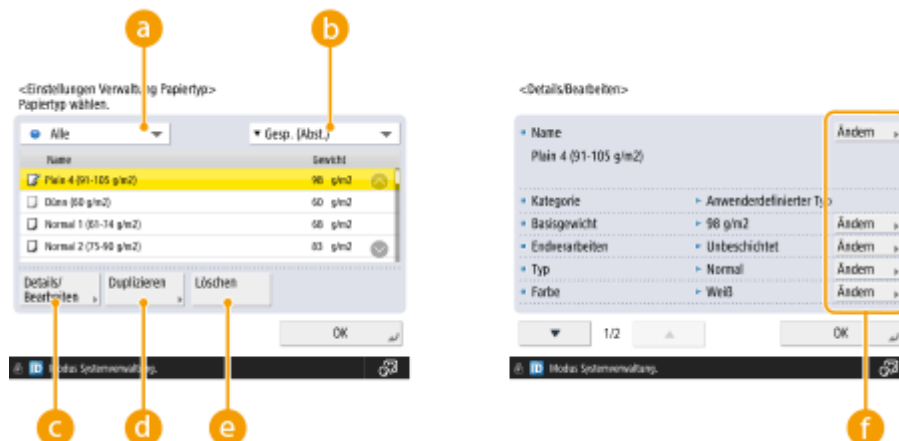 a
b
<Einstellungen Verwaltung Papiertyp>
Papiertyp wählen.
Alle
Gesp. (Abst.)
Name Gewicht
Plain 4 (91-105 g/m2) 98 g/m2
Dünn (60 g/m2) 60 g/m2
Normal 1 (61-74 g/m2) 68 g/m2
Normal 2 (75-90 g/m2) 83 g/m2
Details/
Bearbeiten
Duplizieren
Löschen
OK
ID Modus Systemverwaltung.
c
d
e
<Details/Bearbeiten>
Name Ändern
Plain 4 (91-105 g/m2)
Kategorie Anwenderdefinierter Typ
Basisgewicht 98 g/m2 Ändern
Endverarbeiten Unbeschichtet Ändern
Typ Normal Ändern
Farbe Weiß Ändern
1/2
OK
ID Modus Systemverwaltung.
f